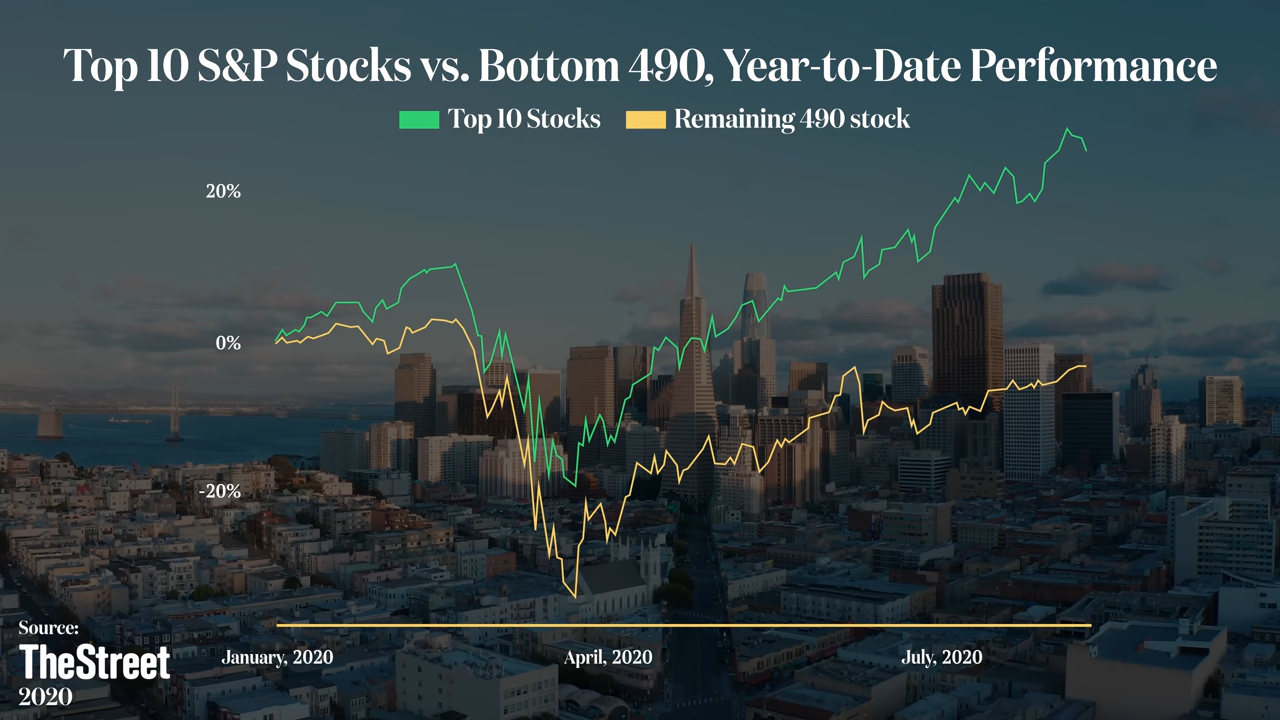 Top 10 S&P Stocks vs. Bottom 490, Year-to-Date Performance
Top 10 Stocks
Remaining 490 stock
20%
0%
-20%
Source:
TheStreet
2020
January, 2020
April, 2020
July, 2020